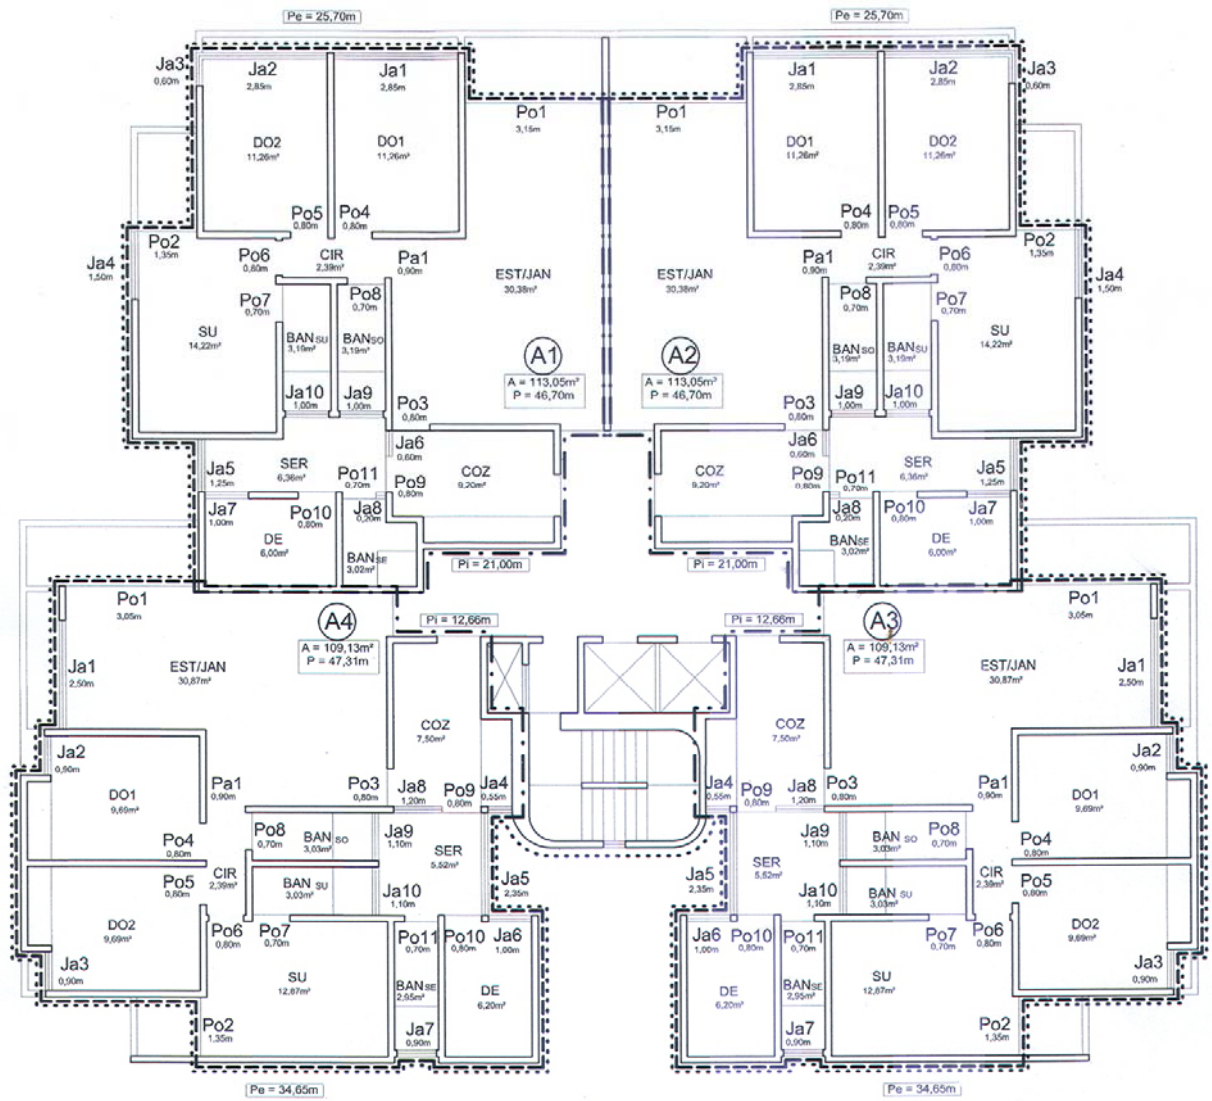 Pe = 25,70m
Pe = 25,70m
Ja3
0,60m
Ja2
2,85m
Ja1
2,85m
Po1
3,15m
Po1
3,15m
Ja1
2,85m
Ja2
2,85m
Ja3
0,60m
DO2
11,26m²
DO1
11,26m²
DO1
11,26m²
DO2
11,26m²
Po5
0,80m
Po4
0,80m
Po4
0,80m
Po5
0,80m
Ja4
1,50m
Po2
1,35m
Po6
0,80m
CIR
2,39m²
Pa1
0,90m
EST/JAN
30,38m²
EST/JAN
30,38m²
Pa1
0,90m
CIR
2,39m²
Po6
0,80m
Po2
1,35m
Ja4
1,50m
Po7
0,70m
Po8
0,70m
Po8
0,70m
Po7
0,70m
SU
14,22m²
BANSU
3,19m²
BANSO
3,19m²
A1
A = 113,05m²
P = 46,70m
A2
A = 113,05m²
P = 46,70m
BANSO
3,19m²
BANSU
3,19m²
SU
14,22m²
Ja10
1,00m
Ja9
1,00m
Po3
0,80m
Po3
0,80m
Ja9
1,00m
Ja10
1,00m
Ja6
0,60m
Ja6
0,60m
Ja5
1,25m
SER
6,36m²
Po11
0,70m
Po9
0,80m
COZ
9,20m²
COZ
9,20m²
Po9
0,80m
Po11
0,70m
SER
6,36m²
Ja5
1,25m
Ja7
1,00m
Po10
0,80m
Ja8
0,20m
Ja8
0,20m
Po10
0,80m
Ja7
1,00m
DE
6,00m²
BANSE
3,02m²
Pi = 21,00m
Pi = 21,00m
BANSE
3,02m²
DE
6,00m²
Po1
3,05m
A4
A = 109,13m²
P = 47,31m
Pi = 12,66m
Pi = 12,66m
A3
A = 109,13m²
P = 47,31m
Po1
3,05m
Ja1
2,50m
EST/JAN
30,87m²
EST/JAN
30,87m²
Ja1
2,50m
COZ
7,50m²
COZ
7,50m²
Ja2
0,90m
Ja2
0,90m
DO1
9,69m²
Pa1
0,90m
Po3
0,80m
Ja8
1,20m
Po9
0,80m
Ja4
0,55m
Ja4
0,55m
Po9
0,80m
Ja8
1,20m
Po3
0,80m
Pa1
0,90m
DO1
9,69m²
Po4
0,80m
Po8
0,70m
BAN SO
3,03m²
Ja9
1,10m
SER
5,52m²
SER
5,52m²
Ja9
1,10m
BAN SO
3,03m²
Po8
0,70m
Po4
0,80m
Po5
0,80m
CIR
2,39m²
BAN SU
3,03m²
Ja10
1,10m
Ja5
2,35m
Ja5
2,35m
Ja10
1,10m
BAN SU
3,03m²
CIR
2,39m²
Po5
0,80m
DO2
9,69m²
Po6
0,80m
Po7
0,70m
Po11
0,70m
Po10
0,80m
Ja6
1,00m
Ja6
1,00m
Po10
0,80m
Po11
0,70m
Po7
0,70m
Po6
0,80m
DO2
9,69m²
Ja3
0,90m
SU
12,87m²
BANSE
2,95m²
DE
6,20m²
DE
6,20m²
BANSE
2,95m²
SU
12,87m²
Ja3
0,90m
Po2
1,35m
Ja7
0,90m
Ja7
0,90m
Po2
1,35m
Pe = 34,65m
Pe = 34,65m